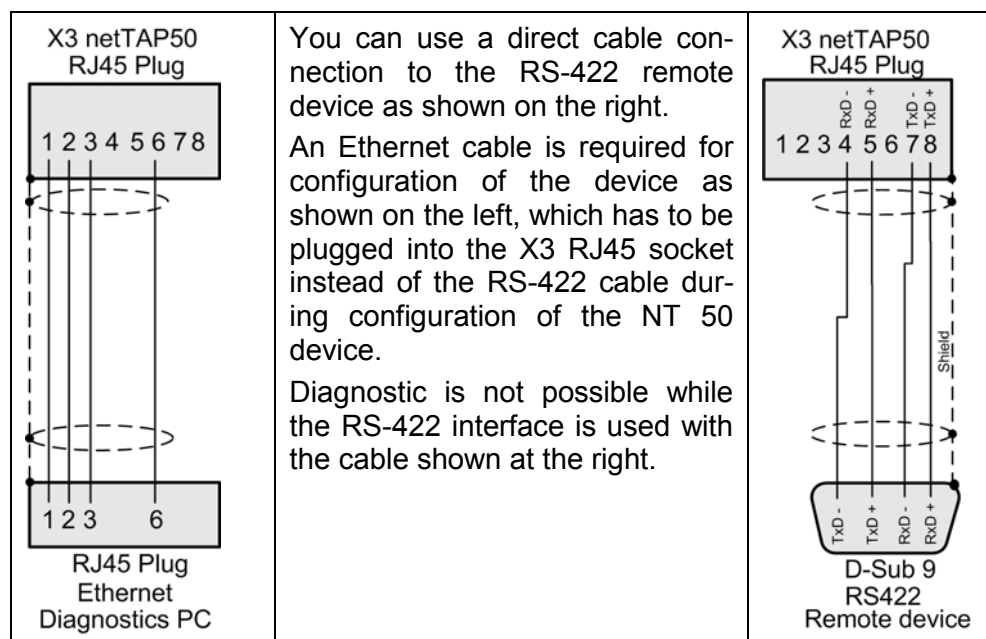 X3 netTAP50
RJ45 Plug
1 2 3 4 5 6 7 8
1 2 3 6
RJ45 Plug
Ethernet
Diagnostics PC
You can use a direct cable con-
nection to the RS-422 remote
device as shown on the right.
An Ethernet cable is required for
configuration of the device as
shown on the left, which has to be
plugged into the X3 RJ45 socket
instead of the RS-422 cable dur-
ing configuration of the NT 50
device.
Diagnostic is not possible while
the RS-422 interface is used with
the cable shown at the right.
X3 netTAP50
RJ45 Plug
RxD -
RxD +
TxD -
TxD +
1 2 3 4 5 6 7 8
Shield
TxD -
TxD +
RxD -
RxD +
D-Sub 9
RS422
Remote device